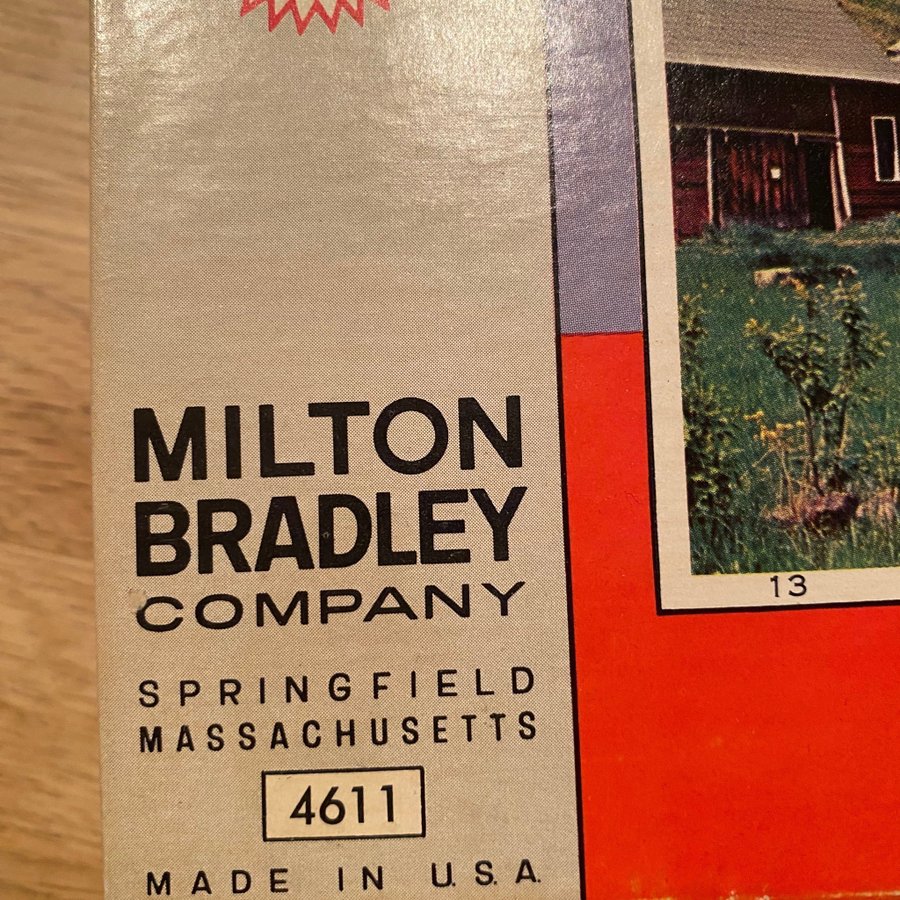 MILTON
BRADLEY
COMPANY
SPRINGFIELD
MASSACHUSETTS
4611
MADE IN U.S.A.
13